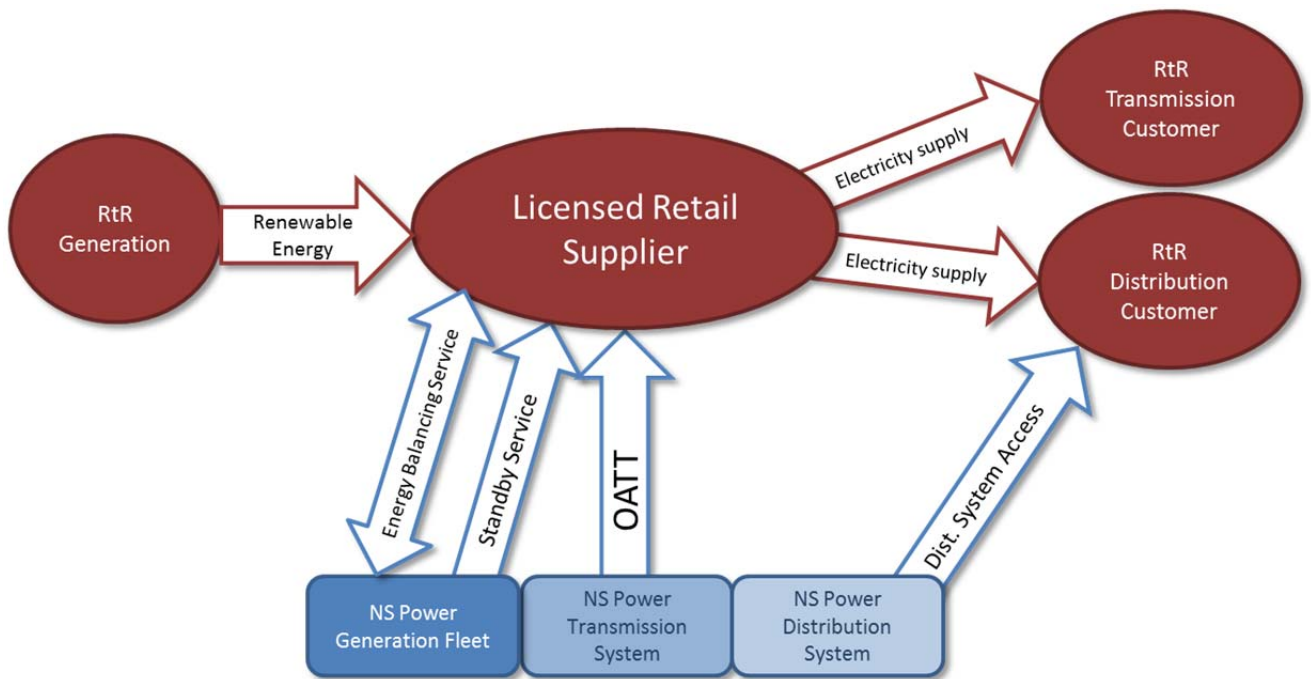 RtR
Transmission
Customer
Electricity supply
RtR
Generation
Renewable
Energy
Licensed Retail
Supplier
Electricity supply
RtR
Distribution
Customer
Energy Balancing Service
Standby Service
OATT
Dist. System Access
NS Power
Generation Fleet
NS Power
Transmission
System
NS Power
Distribution
System